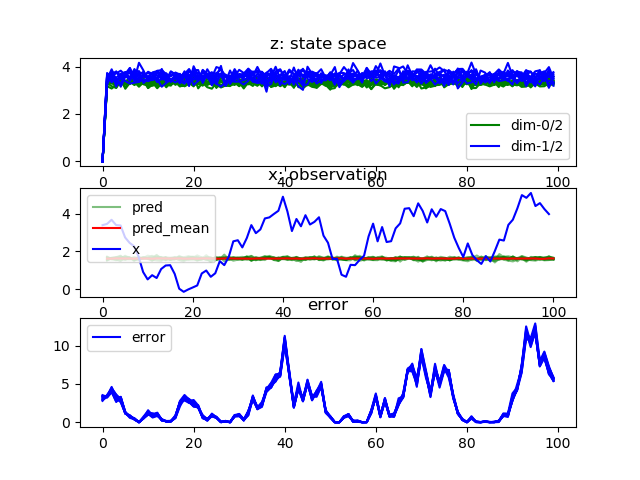 z: state space
4
2
0
dim-0/2
dim-1/2
0 20 40 60 80 100
x: observation
4
2
0
pred
pred_mean
x
0 20 40 60 80 100
error
10
5
0
error
0 20 40 60 80 100